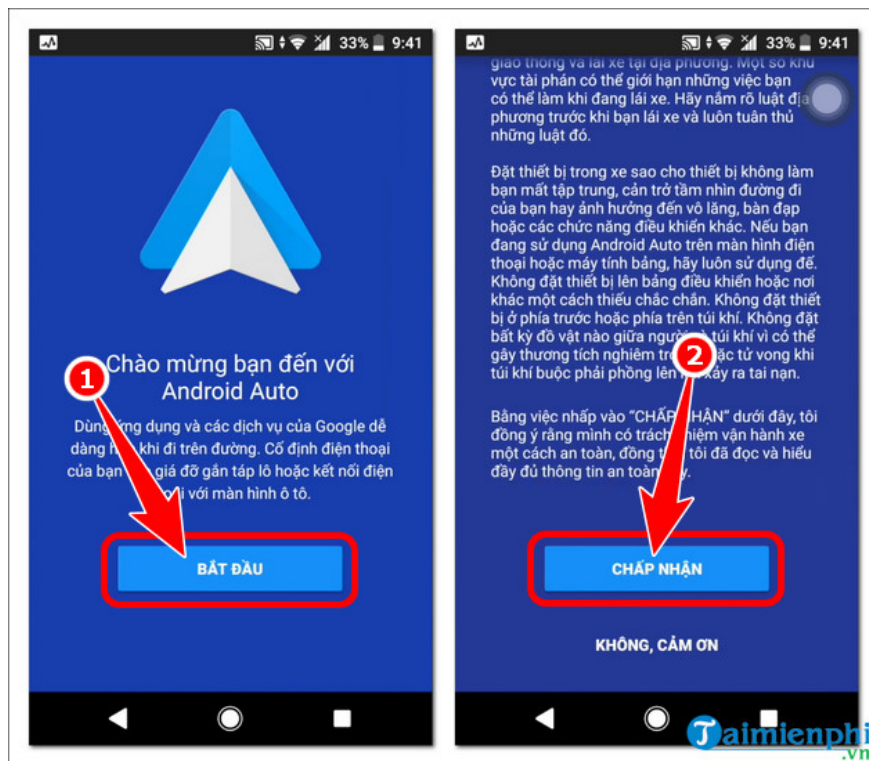 33% 9:41
1
Chào mừng bạn đến với
Android Auto
Dùng ứng dụng và các dịch vụ của Google dễ
dàng khi đi trên đường. Cố định điện thoại
của bạn giá đỡ gắn táp lô hoặc kết nối điện
với màn hình ô tô.
BẮT ĐẦU
33% 9:41
giao thông và lái xe tại địa phương. Một số khu
vực tài phán có thể giới hạn những việc bạn
có thể làm khi đang lái xe. Hãy nắm rõ luật địa
phương trước khi bạn lái xe và luôn tuân thủ
những luật đó.
Đặt thiết bị trong xe sao cho thiết bị không làm
bạn mất tập trung, cản trở tầm nhìn đường đi
của bạn hay ảnh hưởng đến vô lăng, bàn đạp
hoặc các chức năng điều khiển khác. Nếu bạn
đang sử dụng Android Auto trên màn hình điện
thoại hoặc máy tính bảng, hãy luôn sử dụng đế.
Không đặt thiết bị lên bảng điều khiển hoặc nơi
khác một cách thiếu chắc chắn. Không đặt thiết
bị ở phía trước hoặc phía trên túi khí. Không đặt
bất kỳ đồ vật nào giữa người túi khí vì có thể
gây thương tích nghiêm tử vong khi
túi khí buộc phải phồng lên xảy ra tai nạn.
2
Bằng việc nhấp vào "CHẤP NHẬN" dưới đây, tôi
đồng ý rằng mình có trách nhiệm vận hành xe
một cách an toàn, đồng tôi đã đọc và hiểu
đầy đủ thông tin an toàn
CHẤP NHẬN
KHÔNG, CẢM ƠN
Taimienphi
.vn